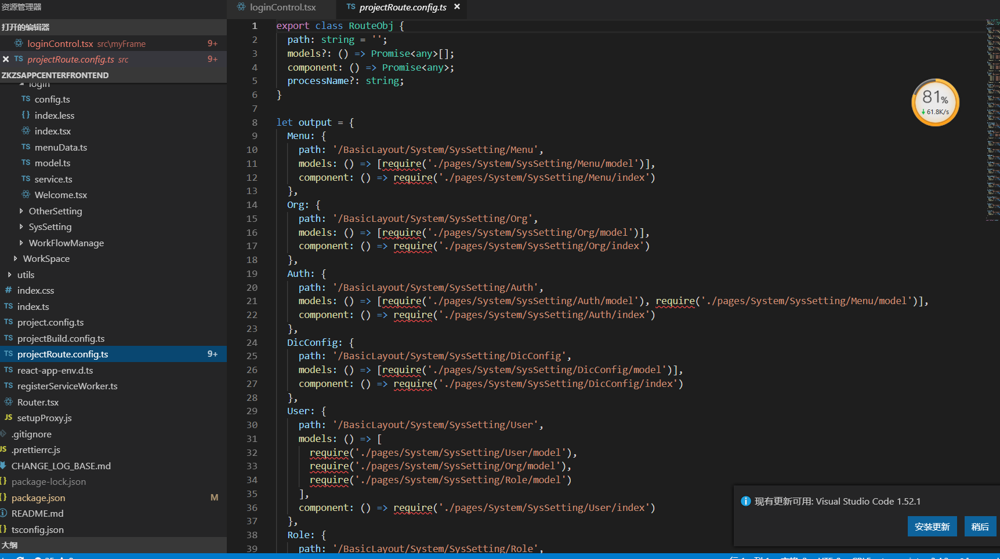 资源管理器
打开的编辑器
loginControl.tsx src\myFrame 9+
projectRoute.config.ts src 9+
ZKZSAPPCENTERFRONTEND
login
TS config.ts
{} index.less
index.tsx
TS menuData.ts
TS model.ts
TS service.ts
Welcome.tsx
OtherSetting
SysSetting
WorkFlowManage
WorkSpace
utils
# index.css
TS index.ts
TS project.config.ts
TS projectBuild.config.ts
TS projectRoute.config.ts 9+
TS react-app-env.d.ts
TS registerServiceWorker.ts
Router.tsx
JS setupProxy.js
.gitignore
JS .prettierrc.js
CHANGE_LOG_BASE.md
{} package-lock.json
{} package.json M
README.md
{} tsconfig.json
大纲
loginControl.tsx
TS projectRoute.config.ts
1 export class RouteObj {
2 path: string = '';
3 models?: () => Promise<any>[];
4 component: () => Promise<any>;
5 processName?: string;
6 }
7
8 let output = {
9 Menu: {
10 path: '/BasicLayout/System/SysSetting/Menu',
11 models: () => [require('./pages/System/SysSetting/Menu/model')],
12 component: () => require('./pages/System/SysSetting/Menu/index')
13 },
14 Org: {
15 path: '/BasicLayout/System/SysSetting/Org',
16 models: () => [require('./pages/System/SysSetting/Org/model')],
17 component: () => require('./pages/System/SysSetting/Org/index')
18 },
19 Auth: {
20 path: '/BasicLayout/System/SysSetting/Auth',
21 models: () => [require('./pages/System/SysSetting/Auth/model'), require('./pages/System/SysSetting/Menu/model')],
22 component: () => require('./pages/System/SysSetting/Auth/index')
23 },
24 DicConfig: {
25 path: '/BasicLayout/System/SysSetting/DicConfig',
26 models: () => [require('./pages/System/SysSetting/DicConfig/model')],
27 component: () => require('./pages/System/SysSetting/DicConfig/index')
28 },
29 User: {
30 path: '/BasicLayout/System/SysSetting/User',
31 models: () => [
32 require('./pages/System/SysSetting/User/model'),
33 require('./pages/System/SysSetting/Org/model'),
34 require('./pages/System/SysSetting/Role/model')
35 ],
36 component: () => require('./pages/System/SysSetting/User/index')
37 },
38 Role: {
39 path: '/BasicLayout/System/SysSetting/Role',
81%
61.8K/s
现有更新可用: Visual Studio Code 1.52.1
安装更新
稍后